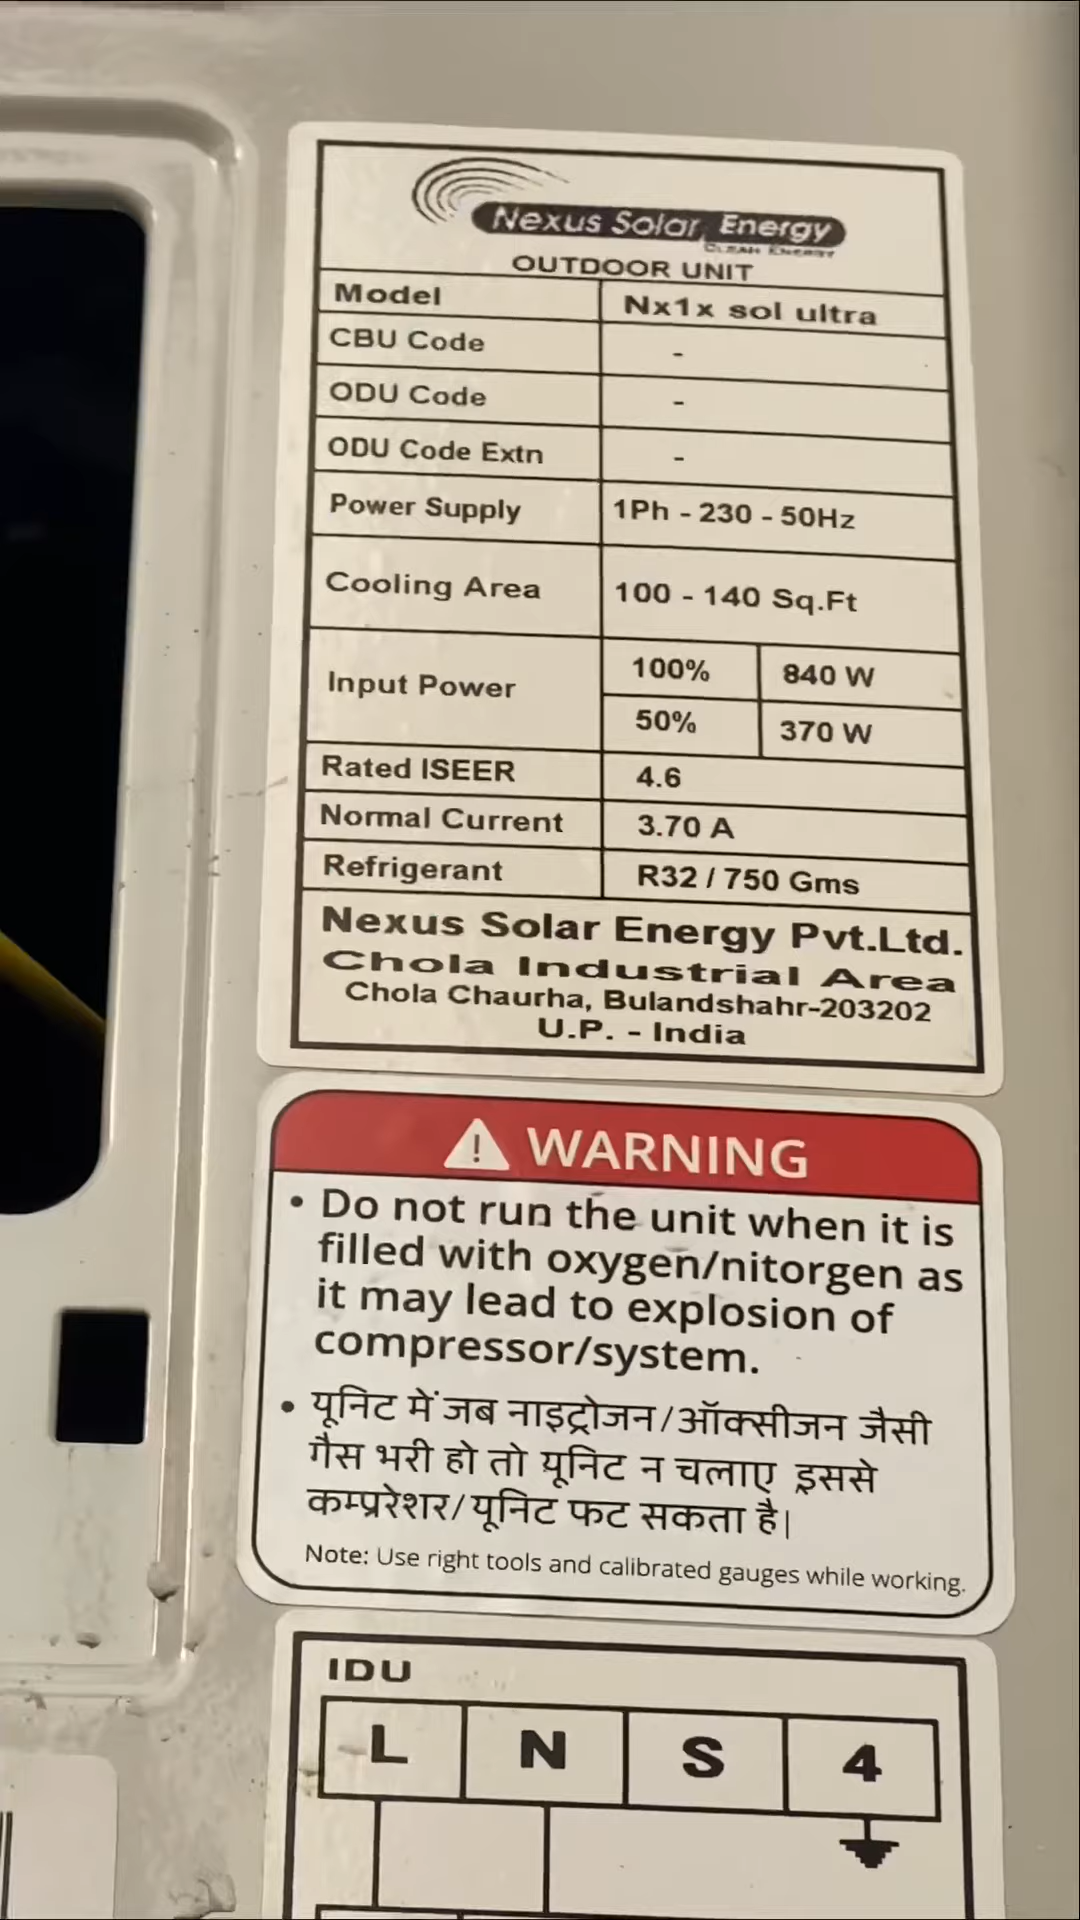 Nexus Solar Energy
CLEAN ENERGY
OUTDOOR UNIT
Model Nx1x sol ultra
CBU Code -
ODU Code -
ODU Code Extn -
Power Supply 1Ph - 230 - 50Hz
Cooling Area 100 - 140 Sq.Ft
Input Power 100% 840 W
50% 370 W
Rated ISEER 4.6
Normal Current 3.70 A
Refrigerant R32 / 750 Gms
Nexus Solar Energy Pvt.Ltd.
Chola Industrial Area
Chola Chaurha, Bulandshahr-203202
U.P. - India
WARNING
• Do not run the unit when it is
filled with oxygen/nitorgen as
it may lead to explosion of
compressor/system.
• यूनिट में जब नाइट्रोजन/ऑक्सीजन जैसी
गैस भरी हो तो यूनिट न चलाए इससे
कम्प्ररेशर/यूनिट फट सकता है।
Note: Use right tools and calibrated gauges while working.
IDU
L N S 4